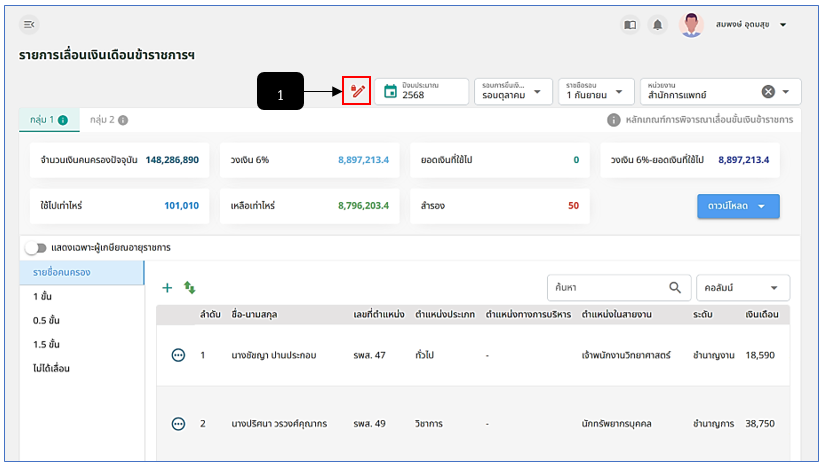 สมพงษ์ อุดมสุข
รายการเลื่อนเงินเดือนข้าราชการฯ
1
ปีงบประมาณ
2568
รอบการขึ้นเงิ...
รอบตุลาคม
รายชื่อรอบ
1 กันยายน
หน่วยงาน
สำนักการแพทย์
กลุ่ม 1
กลุ่ม 2
หลักเกณฑ์การพิจารณาเลื่อนขั้นเงินข้าราชการ
จำนวนเงินคนครองปัจจุบัน 148,286,890
วงเงิน 6% 8,897,213.4
ยอดเงินที่ใช้ไป 0
วงเงิน 6%-ยอดเงินที่ใช้ไป 8,897,213.4
ใช้ไปเท่าไหร่ 101,010
เหลือเท่าไหร่ 8,796,203.4
สำรอง 50
ดาวน์โหลด
แสดงเฉพาะผู้เกษียณอายุราชการ
รายชื่อคนครอง
1 ขั้น
0.5 ขั้น
1.5 ขั้น
ไม่ได้เลื่อน
ค้นหา
คอลัมน์
ลำดับ ชื่อ-นามสกุล เลขที่ตำแหน่ง ตำแหน่งประเภท ตำแหน่งทางการบริหาร ตำแหน่งในสายงาน ระดับ เงินเดือน
1 นางชัชญา ปานประกอบ รพส. 47 ทั่วไป - เจ้าพนักงานวิทยาศาสตร์ ชำนาญงาน 18,590
2 นางปริศนา วรวงศ์คุณากร รพส. 49 วิชาการ - นักทรัพยากรบุคคล ชำนาญการ 38,750